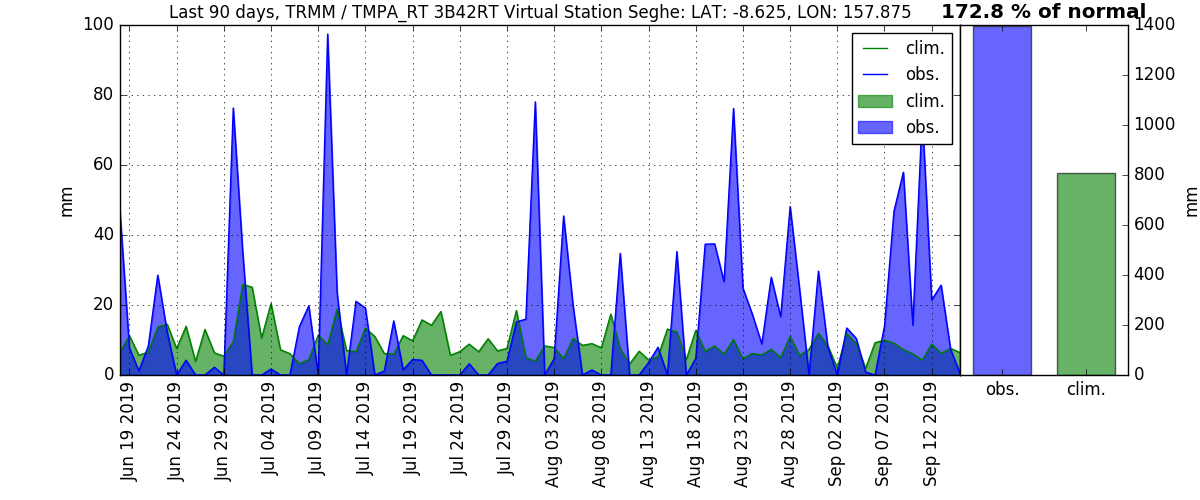 Last 90 days, TRMM / TMPA_RT 3B42RT Virtual Station Seghe: LAT: -8.625, LON: 157.875
172.8 % of normal
100
80
60
40
20
0
mm
clim.
obs.
clim.
obs.
1400
1200
1000
800
600
400
200
0
mm
Jun 19 2019
Jun 24 2019
Jun 29 2019
Jul 04 2019
Jul 09 2019
Jul 14 2019
Jul 19 2019
Jul 24 2019
Jul 29 2019
Aug 03 2019
Aug 08 2019
Aug 13 2019
Aug 18 2019
Aug 23 2019
Aug 28 2019
Sep 02 2019
Sep 07 2019
Sep 12 2019
obs.
clim.